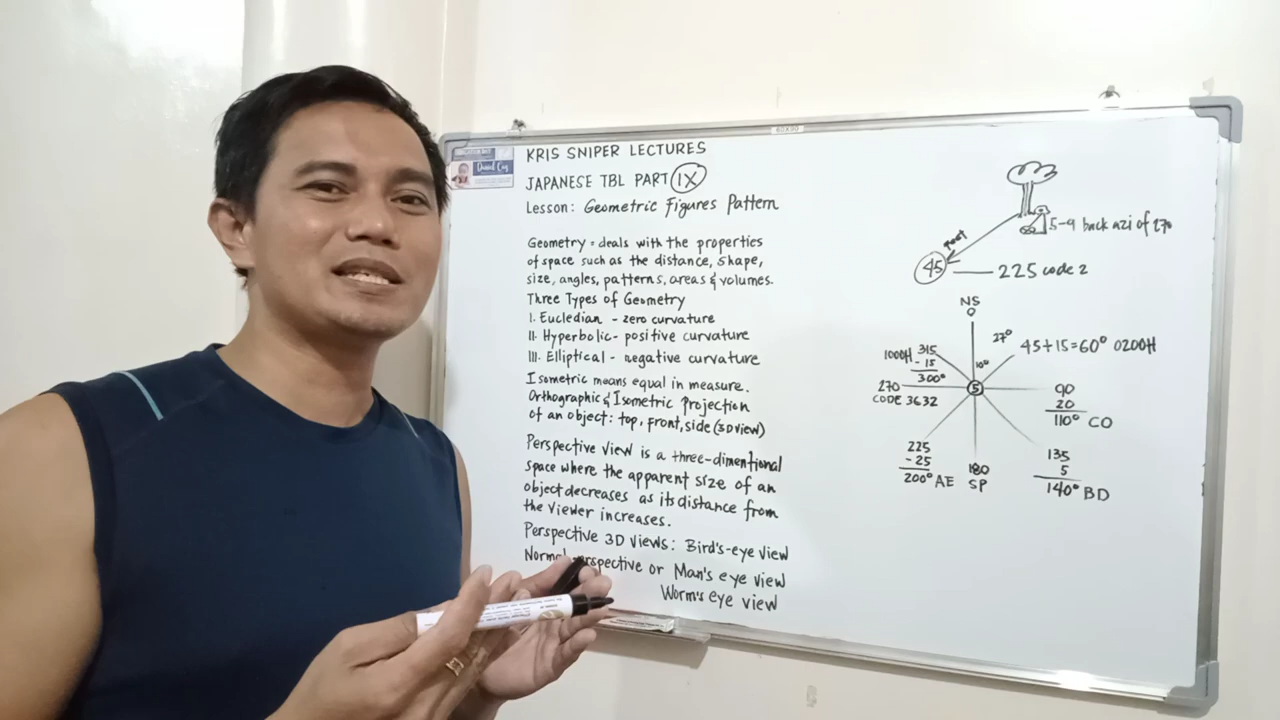 KRIS SNIPER LECTURES
JAPANESE TBL PART IX
Lesson: Geometric Figures Pattern
Geometry = deals with the properties
of space such as the distance, shape,
size, angles, patterns, areas & volumes.
Three Types of Geometry
I. Eucledian - zero curvature
II. Hyperbolic - positive curvature
III. Elliptical - negative curvature
Isometric means equal in measure.
Orthographic & Isometric Projection
of an object: top, front, side (3D view)
Perspective view is a three-dimentional
space where the apparent size of an
object decreases as its distance from
the viewer increases.
Perspective 3D views: Bird's-eye view
Normal perspective or Man's eye view
Worm's eye view
5-9 back azi of 270
45
225 code 2
NS
0
27°
10°
45+15=60° 0200H
1000H
315
-15
300°
270
CODE 3632
5
90
20
110° CO
225
-25
200° AE
180
SP
135
5
140° BD